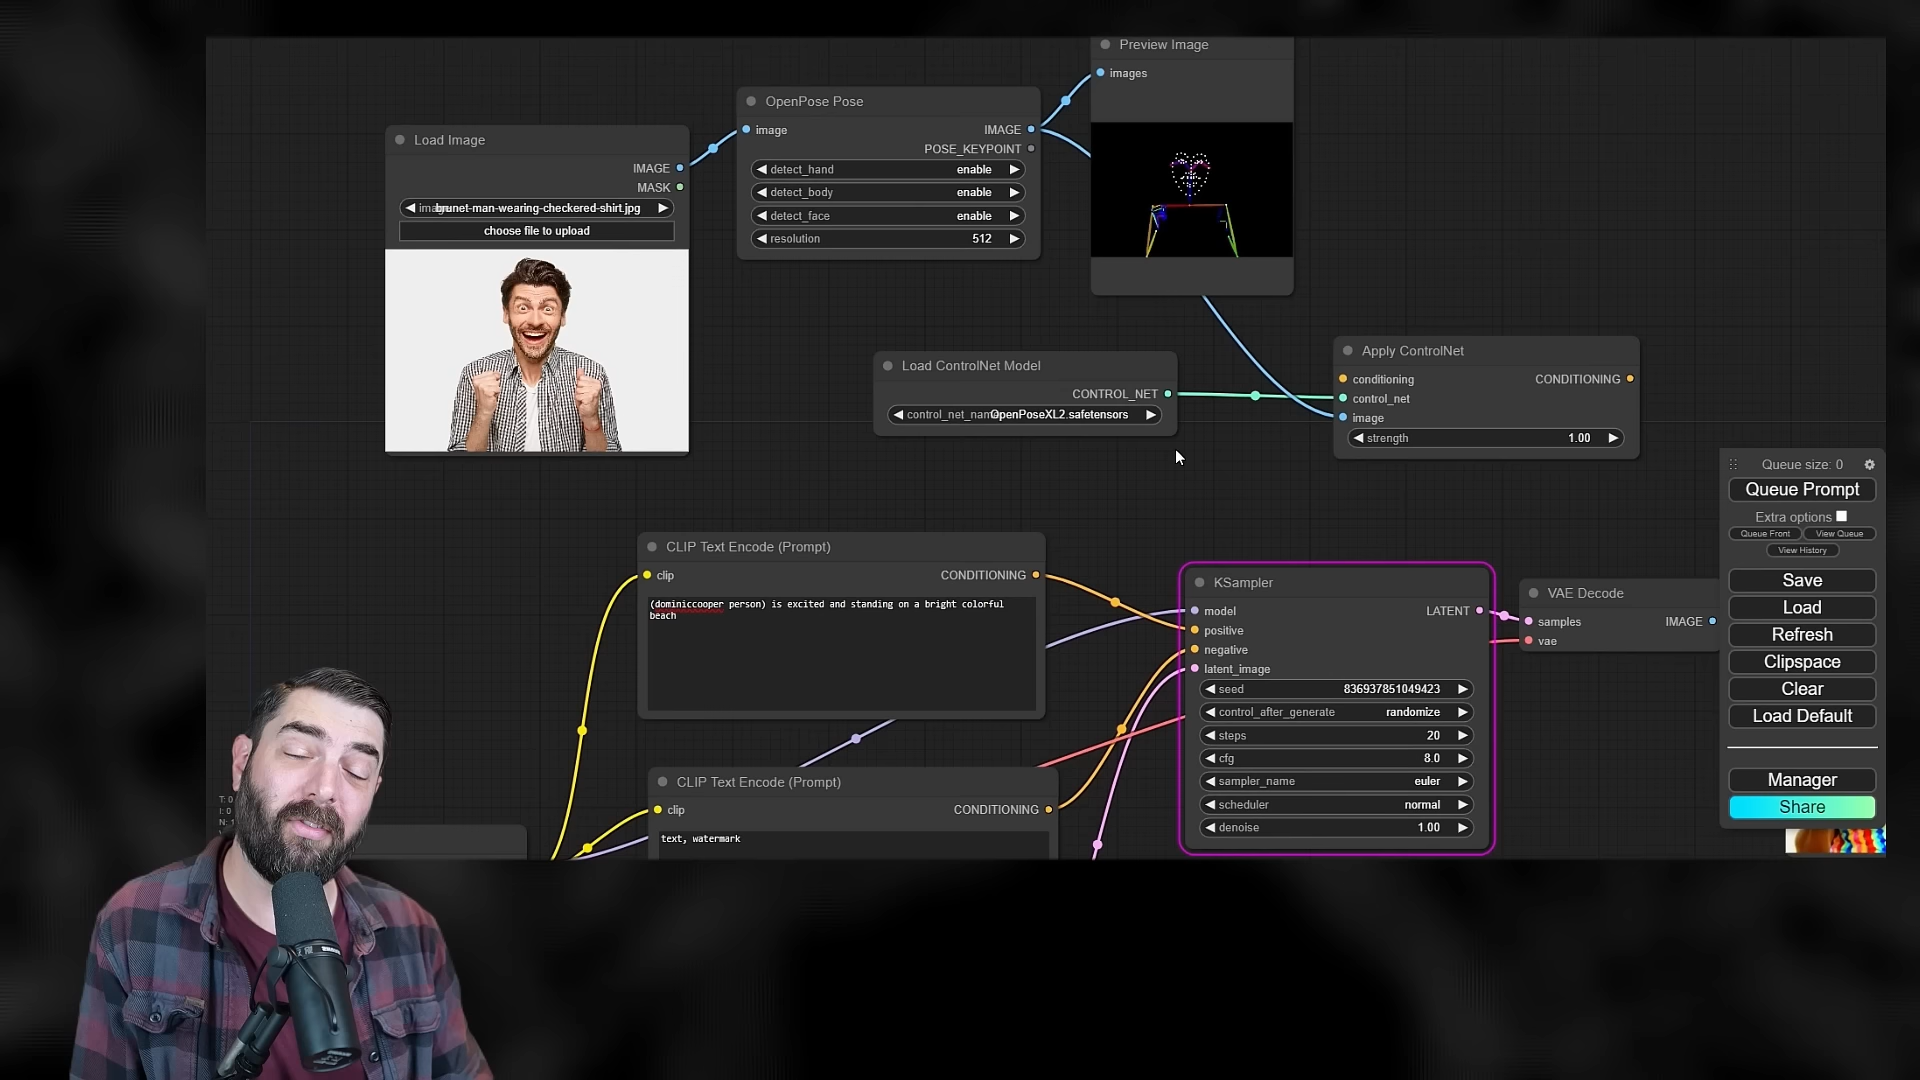 Preview Image
images
OpenPose Pose
image IMAGE
POSE_KEYPOINT
detect_hand enable
detect_body enable
detect_face enable
resolution 512
Load Image
IMAGE
MASK
brunet-man-wearing-checkered-shirt.jpg
choose file to upload
Load ControlNet Model
CONTROL_NET
OpenPoseXL2.safetensors
Apply ControlNet
conditioning CONDITIONING
control_net
image
strength 1.00
Queue size: 0
Queue Prompt
Extra options
Queue Front View Queue
View History
Save
Load
Refresh
Clipspace
Clear
Load Default
Manager
Share
CLIP Text Encode (Prompt)
clip CONDITIONING
(dominiccooper person) is excited and standing on a bright colorful
beach
KSampler
model LATENT
positive
negative
latent_image
seed 836937851049423
control_after_generate randomize
steps 20
cfg 8.0
sampler_name euler
scheduler normal
denoise 1.00
VAE Decode
samples IMAGE
vae
CLIP Text Encode (Prompt)
clip CONDITIONING
text, watermark